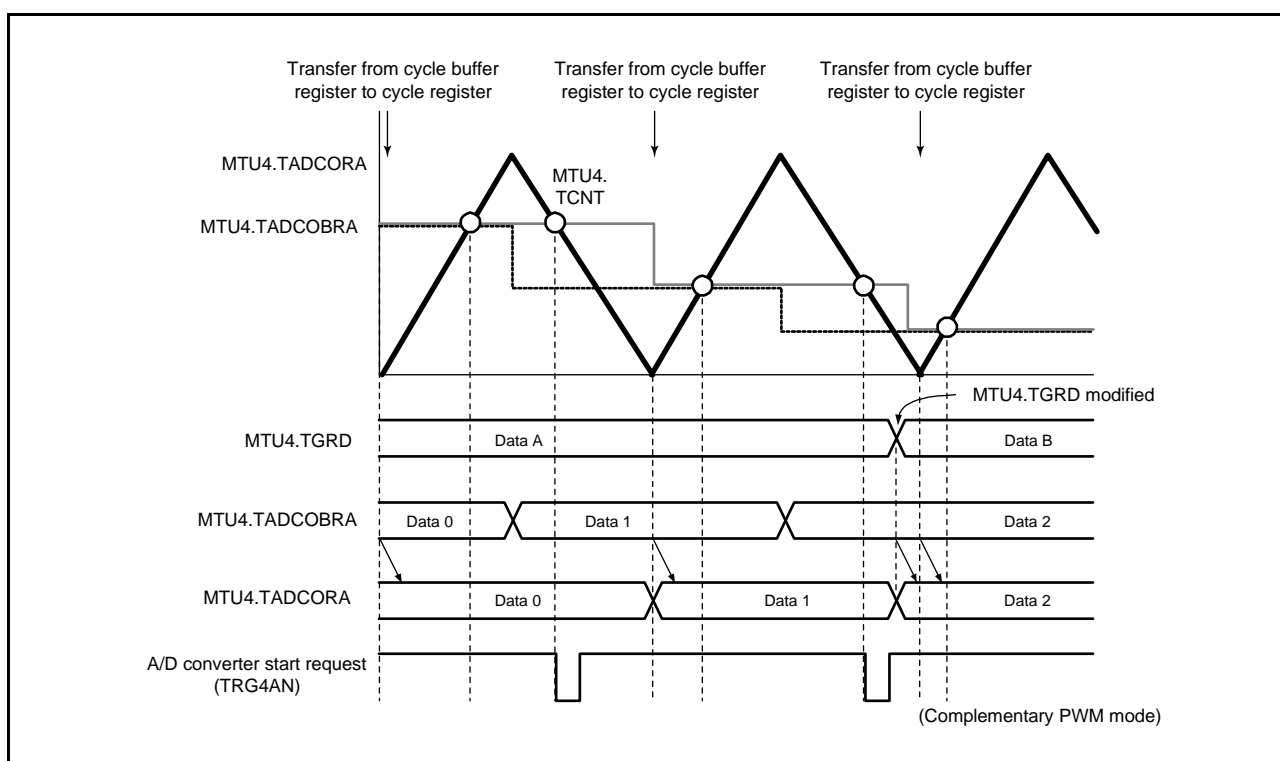 Transfer from cycle buffer
register to cycle register
Transfer from cycle buffer
register to cycle register
Transfer from cycle buffer
register to cycle register
MTU4.TADCORA
MTU4.
TCNT
MTU4.TADCOBRA
MTU4.TGRD modified
MTU4.TGRD
Data A
Data B
MTU4.TADCOBRA
Data 0
Data 1
Data 2
MTU4.TADCORA
Data 0
Data 1
Data 2
A/D converter start request
(TRG4AN)
(Complementary PWM mode)